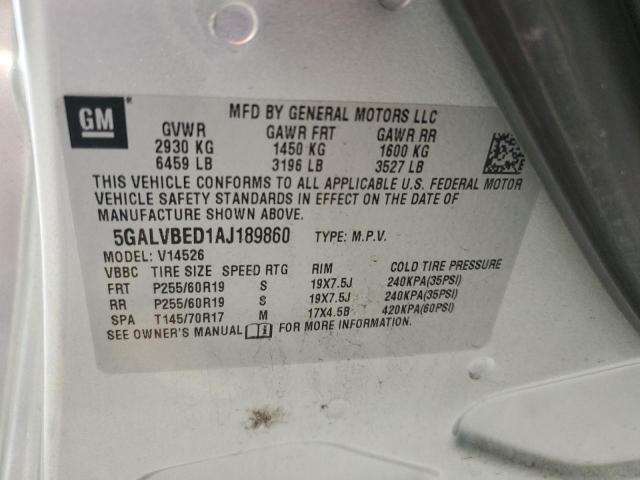 GM
MFD BY GENERAL MOTORS LLC
GVWR GAWR FRT GAWR RR
2930 KG 1450 KG 1600 KG
6459 LB 3196 LB 3527 LB
THIS VEHICLE CONFORMS TO ALL APPLICABLE U.S. FEDERAL MOTOR
VEHICLE SAFETY STANDARDS IN EFFECT ON THE DATE OF
MANUFACTURE SHOWN ABOVE.
5GALVBED1AJ189860 TYPE: M.P.V.
MODEL: V14526
VBBC TIRE SIZE SPEED RTG RIM COLD TIRE PRESSURE
FRT P255/60R19 S 19X7.5J 240KPA(35PSI)
RR P255/60R19 S 19X7.5J 240KPA(35PSI)
SPA T145/70R17 M 17X4.5B 420KPA(60PSI)
SEE OWNER'S MANUAL FOR MORE INFORMATION.